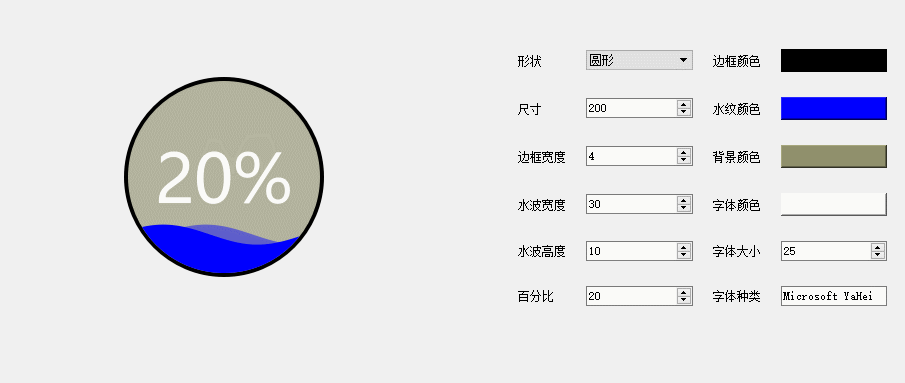 20%
形状 圆形 边框颜色
尺寸 200 水纹颜色
边框宽度 4 背景颜色
水波宽度 30 字体颜色
水波高度 10 字体大小 25
百分比 20 字体种类 Microsoft YaHei